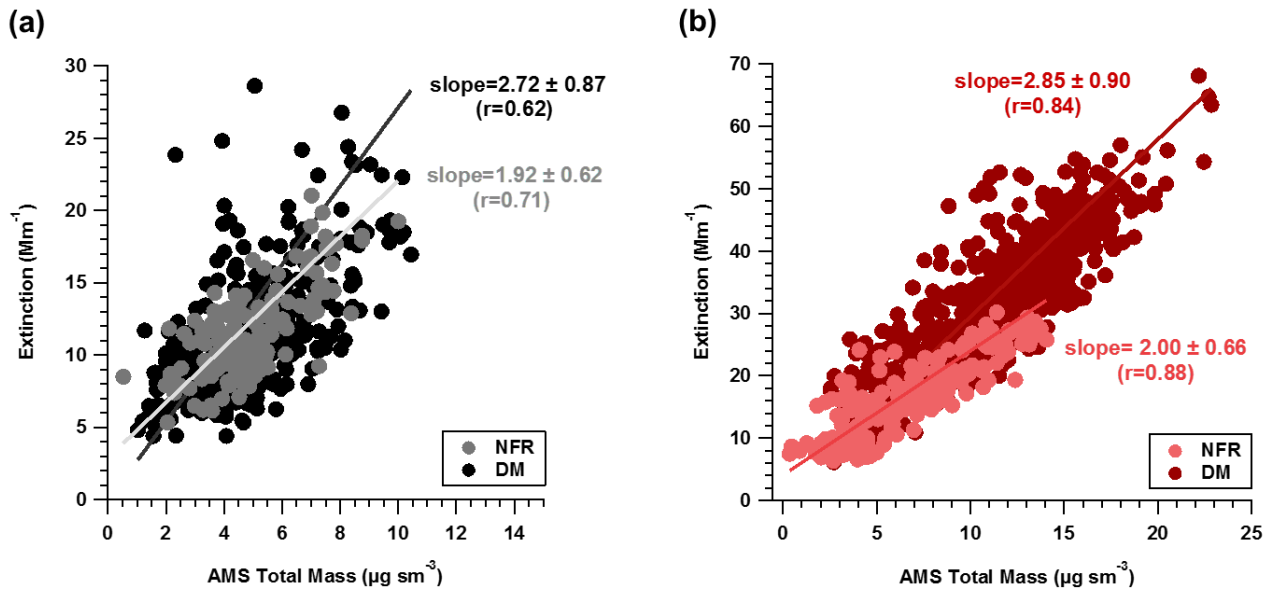 (a)
30
25
20
15
10
5
0
Extinction (Mm⁻¹)
0 2 4 6 8 10 12 14
AMS Total Mass (µg sm⁻³)
slope=2.72 ± 0.87
(r=0.62)
slope=1.92 ± 0.62
(r=0.71)
NFR
DM
(b)
70
60
50
40
30
20
10
0
Extinction (Mm⁻¹)
0 5 10 15 20 25
AMS Total Mass (µg sm⁻³)
slope=2.85 ± 0.90
(r=0.84)
slope= 2.00 ± 0.66
(r=0.88)
NFR
DM